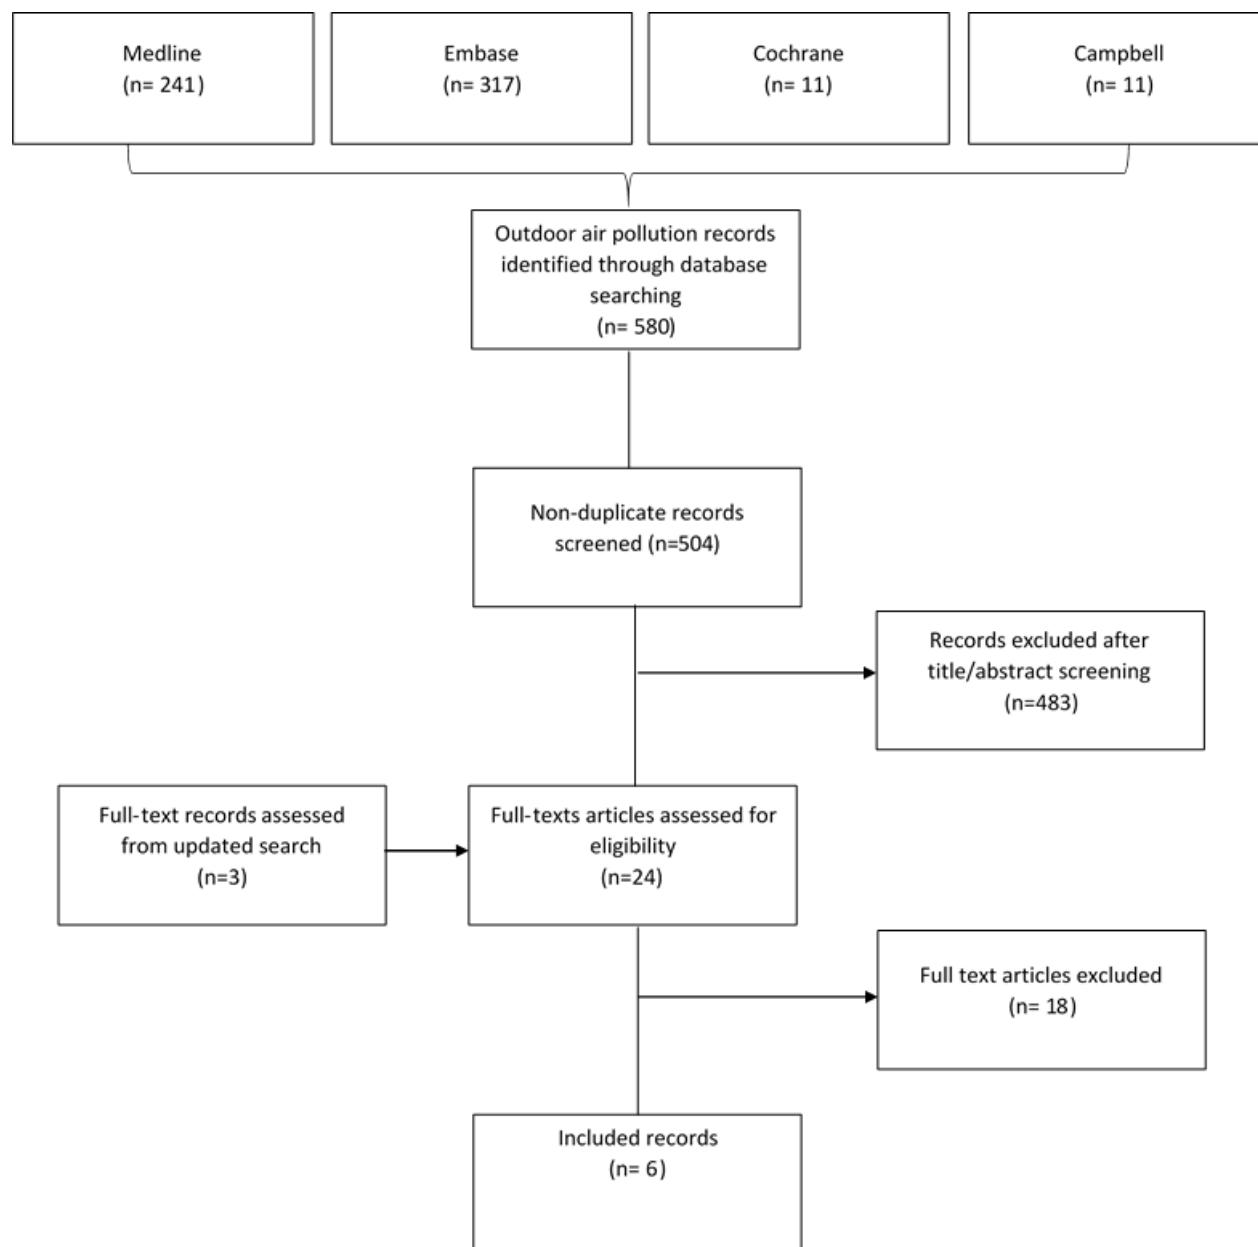 Medline
(n= 241)
Embase
(n= 317)
Cochrane
(n= 11)
Campbell
(n= 11)
Outdoor air pollution records
identified through database
searching
(n= 580)
Non-duplicate records
screened (n=504)
Records excluded after
title/abstract screening
(n=483)
Full-text records assessed
from updated search
(n=3)
Full-texts articles assessed for
eligibility
(n=24)
Full text articles excluded
(n= 18)
Included records
(n= 6)